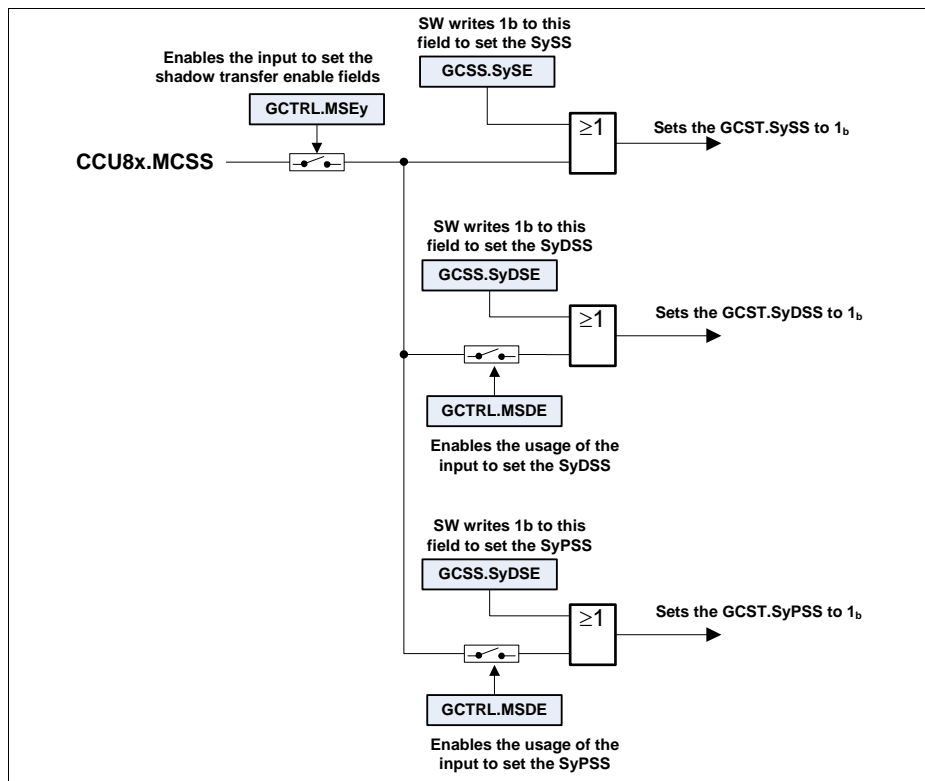 SW writes 1b to this
field to set the SySS
Enables the input to set the
shadow transfer enable fields
GCSS.SySE
GCTRL.MSEy
≥1
Sets the GCST.SySS to 1b
CCU8x.MCSS
SW writes 1b to this
field to set the SyDSS
GCSS.SyDSE
≥1
Sets the GCST.SyDSS to 1b
GCTRL.MSDE
Enables the usage of the
input to set the SyDSS
SW writes 1b to this
field to set the SyPSS
GCSS.SyDSE
≥1
Sets the GCST.SyPSS to 1b
GCTRL.MSDE
Enables the usage of the
input to set the SyPSS